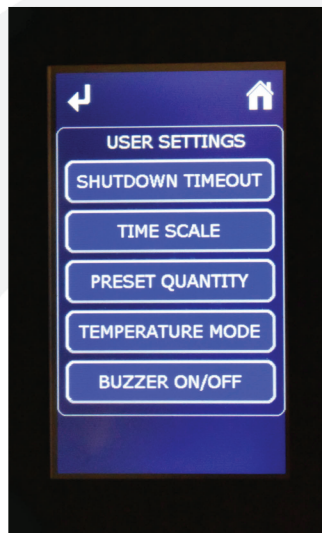 USER SETTINGS
SHUTDOWN TIMEOUT
TIME SCALE
PRESET QUANTITY
TEMPERATURE MODE
BUZZER ON/OFF